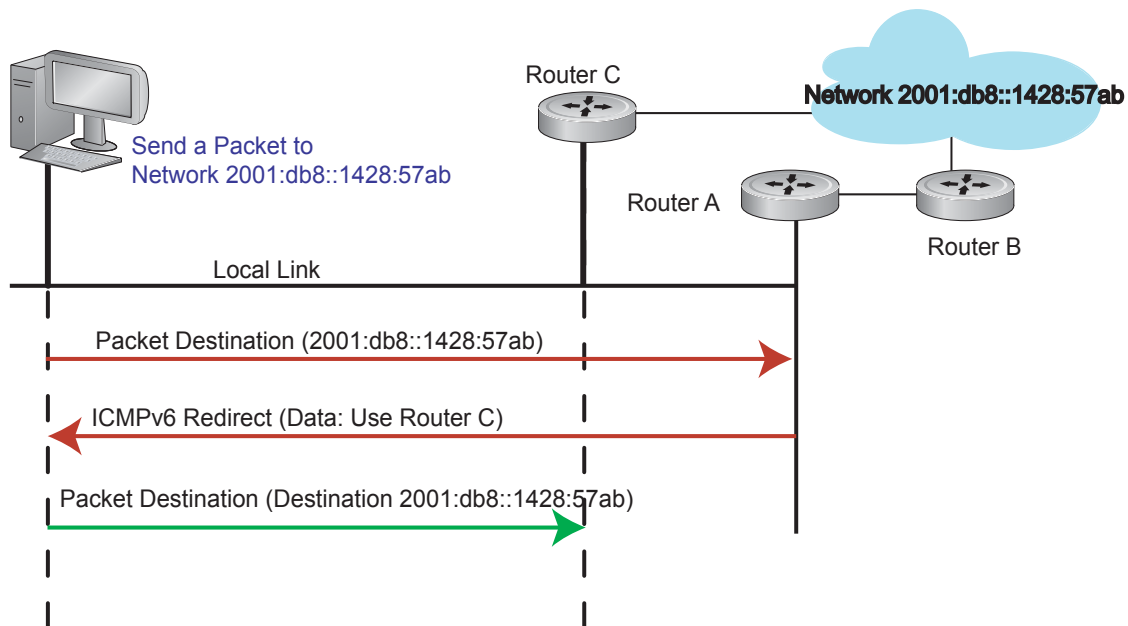 Router C
Network 2001:db8::1428:57ab
Send a Packet to
Network 2001:db8::1428:57ab
Router A
Router B
Local Link
Packet Destination (2001:db8::1428:57ab)
ICMPv6 Redirect (Data: Use Router C)
Packet Destination (Destination 2001:db8::1428:57ab)